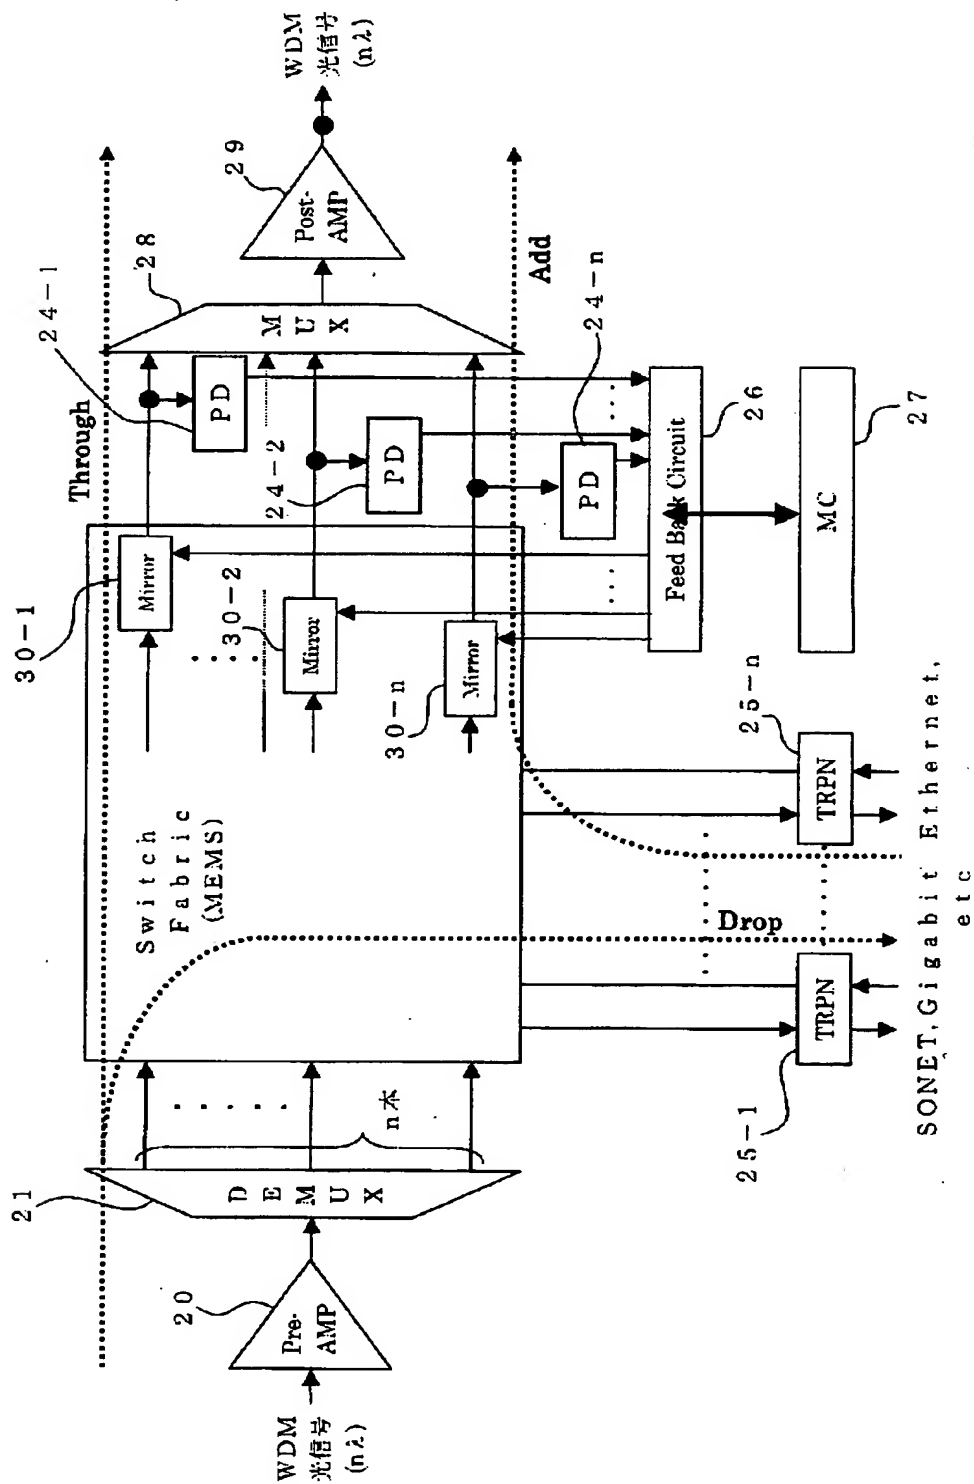 WDM
光信号
(nλ)
Pre-
AMP
20
21
DEMUX
n本
Switch
Fabric
(MEMS)
30-1
Mirror
30-2
Mirror
30-n
Mirror
Through
24-1
PD
24-2
PD
24-n
PD
MUX
28
Post-
AMP
29
WDM
光信号
(nλ)
Add
Drop
Feed Back Circuit
26
MC
27
25-1
TRPN
25-n
TRPN
SONET, Gigabit Ethernet,
etc